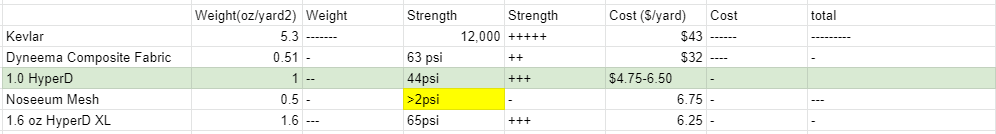 Weight(oz/yard2) Weight Strength Strength Cost ($/yard) Cost total
Kevlar 5.3 ------- 12,000 +++++ $43 ------ ---------
Dyneema Composite Fabric 0.51 - 63 psi ++ $32 ---- -
1.0 HyperD 1 -- 44psi +++ $4.75-6.50 -
Noseeum Mesh 0.5 - >2psi - 6.75 - ---
1.6 oz HyperD XL 1.6 --- 65psi +++ 6.25 - -